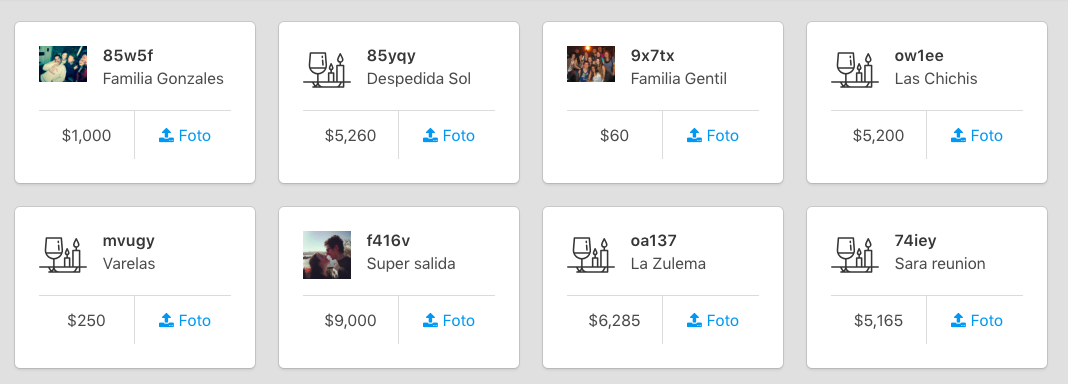 85w5f
Familia Gonzales
$1,000
Foto
85yqy
Despedida Sol
$5,260
Foto
9x7tx
Familia Gentil
$60
Foto
ow1ee
Las Chichis
$5,200
Foto
mvugy
Varelas
$250
Foto
f416v
Super salida
$9,000
Foto
oa137
La Zulema
$6,285
Foto
74iey
Sara reunion
$5,165
Foto